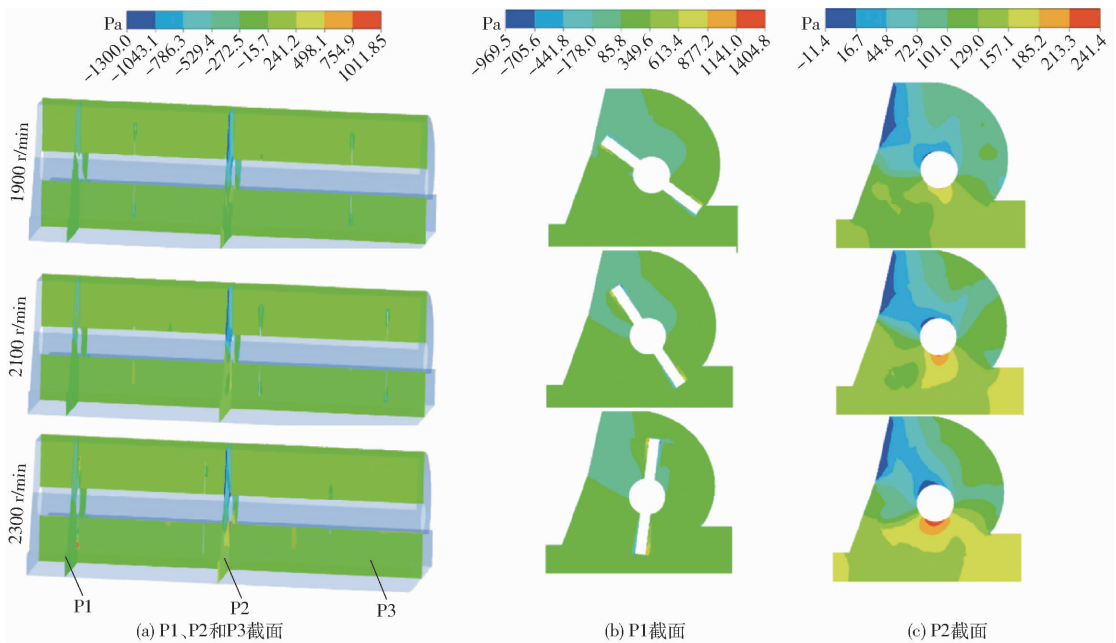 Pa
-1300.0
-1043.1
-786.3
-529.4
-272.5
-15.7
241.2
498.1
754.9
1011.85
Pa
-969.5
-705.6
-441.8
-178.0
85.8
349.6
613.4
877.2
1141.0
1404.8
Pa
-11.4
16.7
44.8
72.9
101.0
129.0
157.1
185.2
213.3
241.4
1900 r/min
2100 r/min
2300 r/min
P1
P2
P3
(a) P1、P2和P3截面
(b) P1截面
(c) P2截面